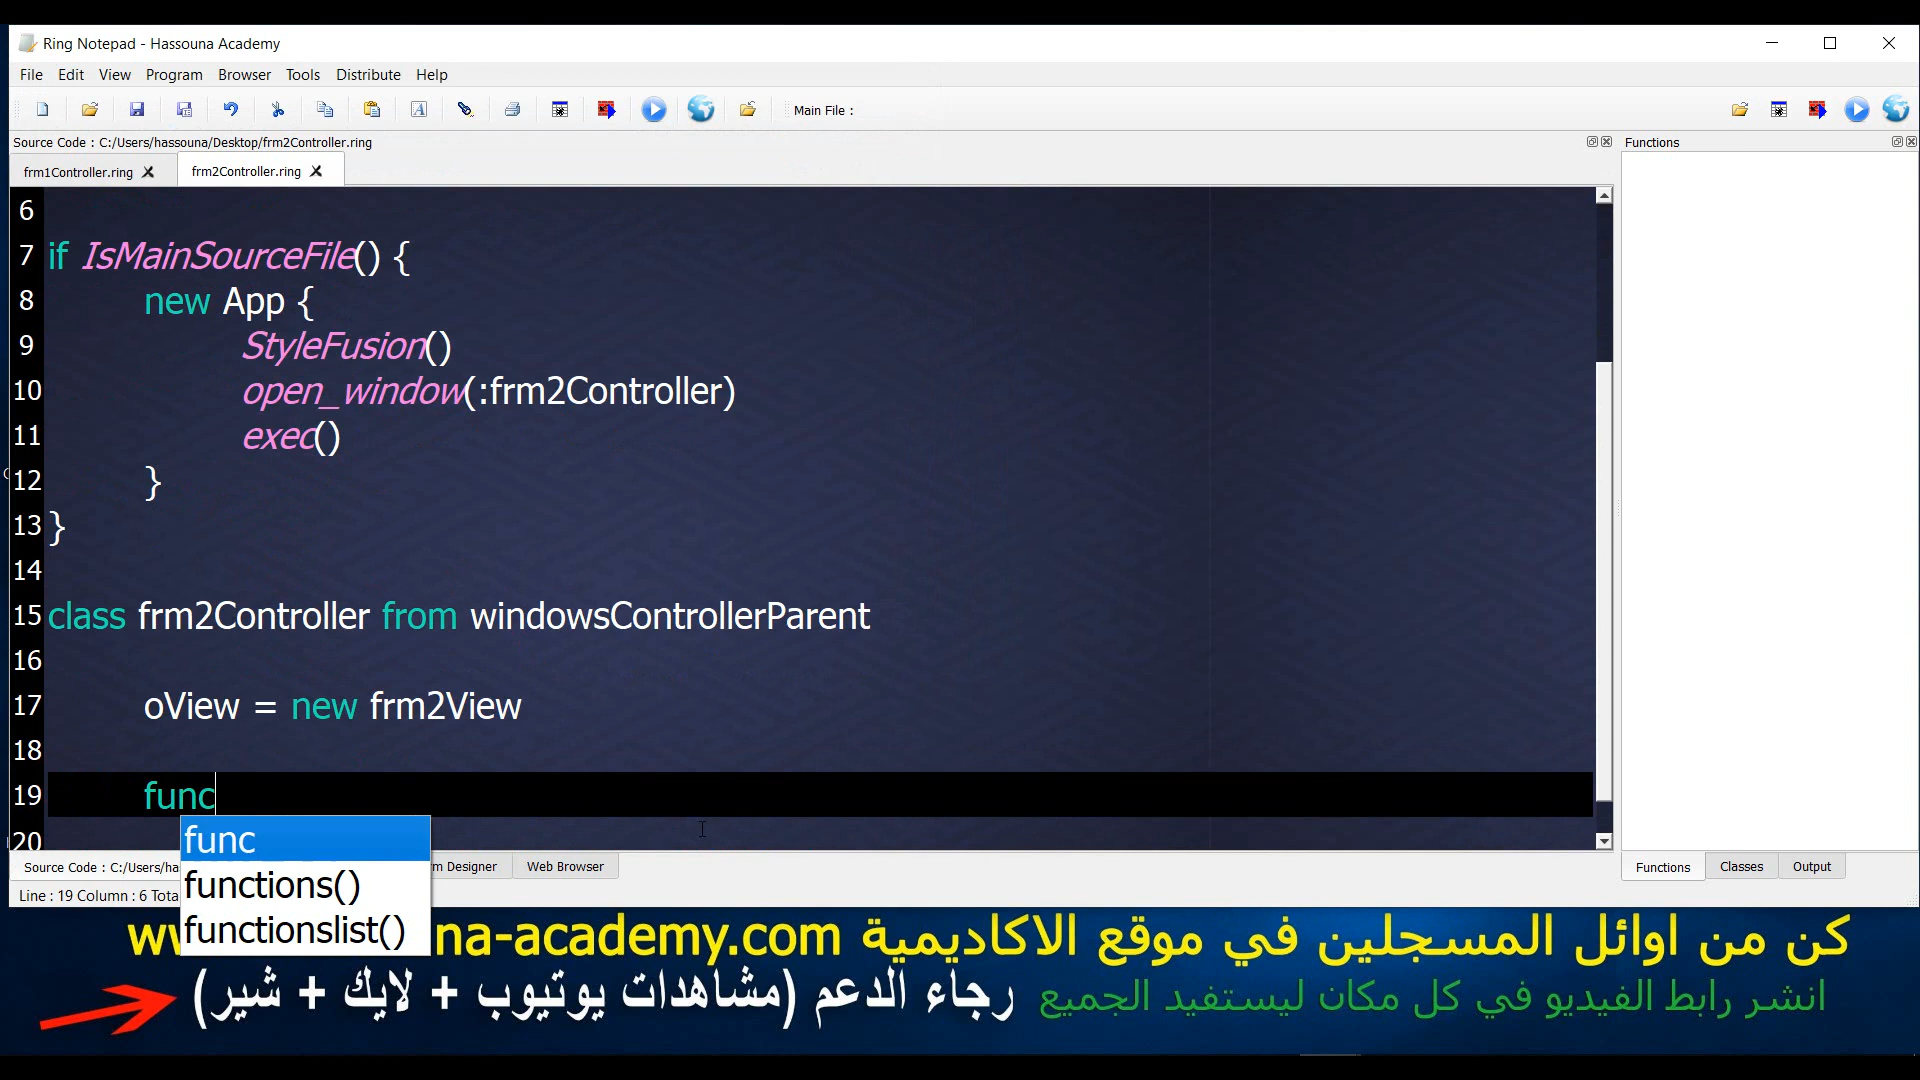 Ring Notepad - Hassouna Academy
File Edit View Program Browser Tools Distribute Help
Main File :
Source Code : C:/Users/hassouna/Desktop/frm2Controller.ring
Functions
frm1Controller.ring
frm2Controller.ring
6
7 if IsMainSourceFile() {
8 new App {
9 StyleFusion()
10 open_window(:frm2Controller)
11 exec()
12 }
13 }
14
15 class frm2Controller from windowsControllerParent
16
17 oView = new frm2View
18
19 func
20
func
functions()
functionslist()
Source Code : C:/Users/ha
Designer
Web Browser
Functions
Classes
Output
Line : 19 Column : 6
كن من اوائل المسجلين في موقع الاكاديمية
na-academy.com
انشر رابط الفيديو في كل مكان ليستفيد الجميع
رجاء الدعم (مشاهدات يوتيوب + لايك + شير)